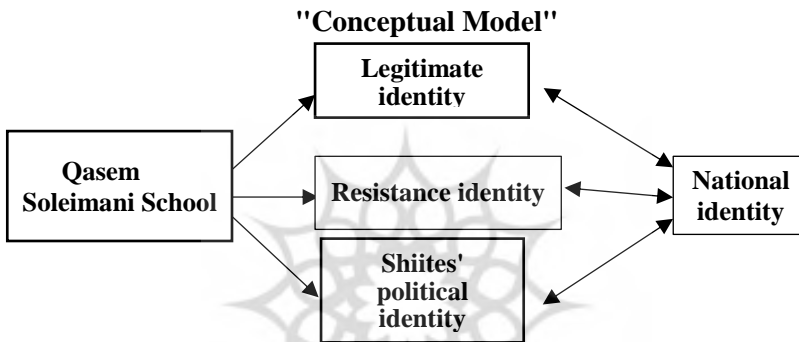 "Conceptual Model"
Legitimate
identity
Qasem
Soleimani School
Resistance identity
National
identity
Shiites'
political
identity